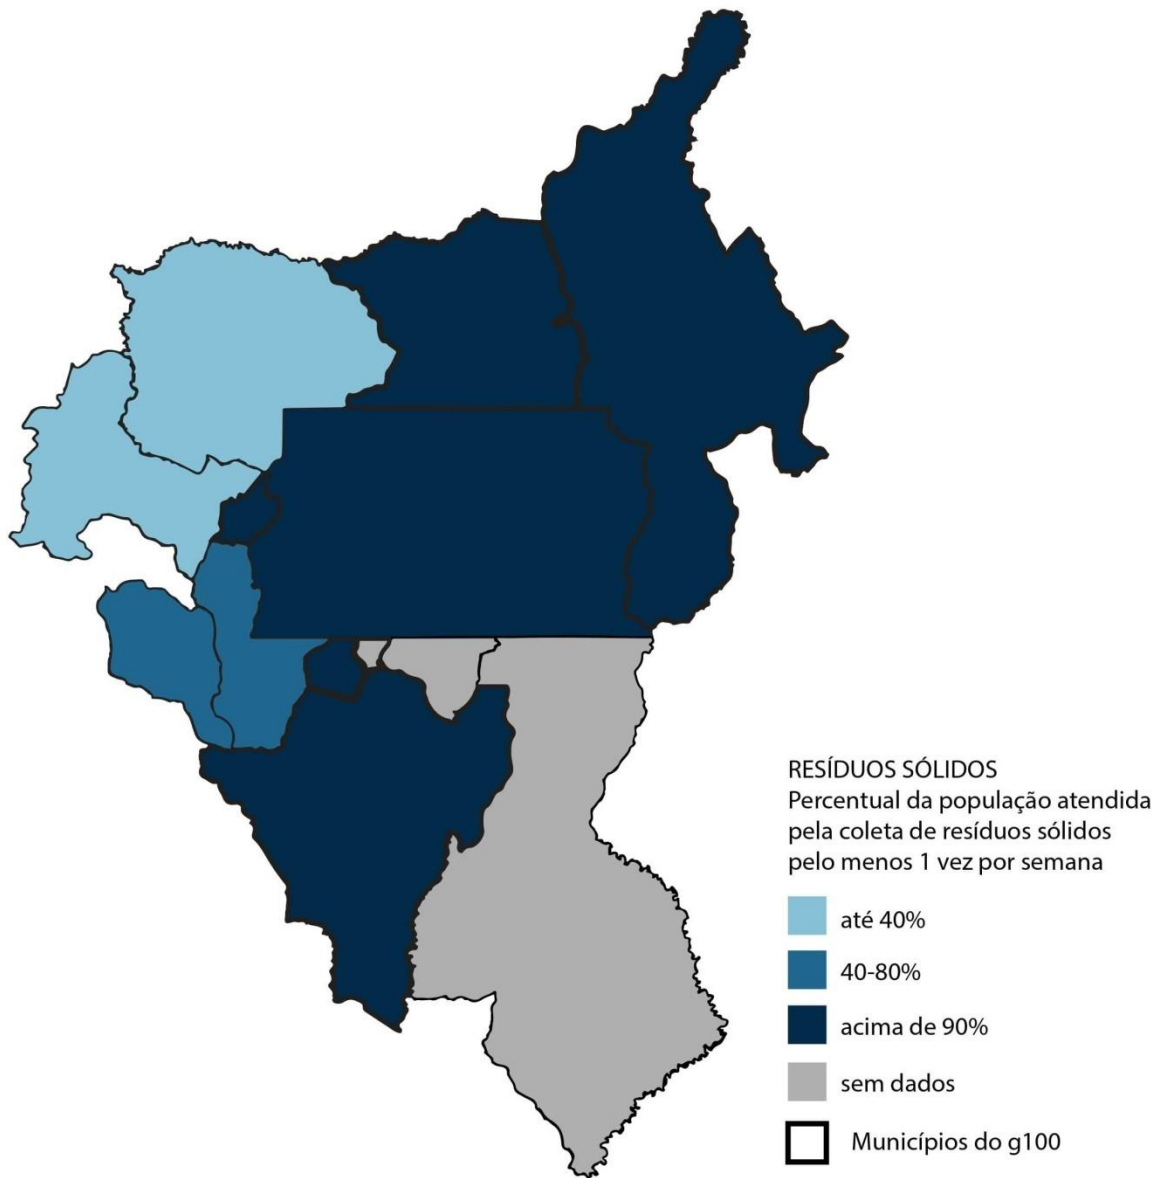 RESÍDUOS SÓLIDOS
Percentual da população atendida
pela coleta de resíduos sólidos
pelo menos 1 vez por semana
até 40%
40-80%
acima de 90%
sem dados
Municípios do g100